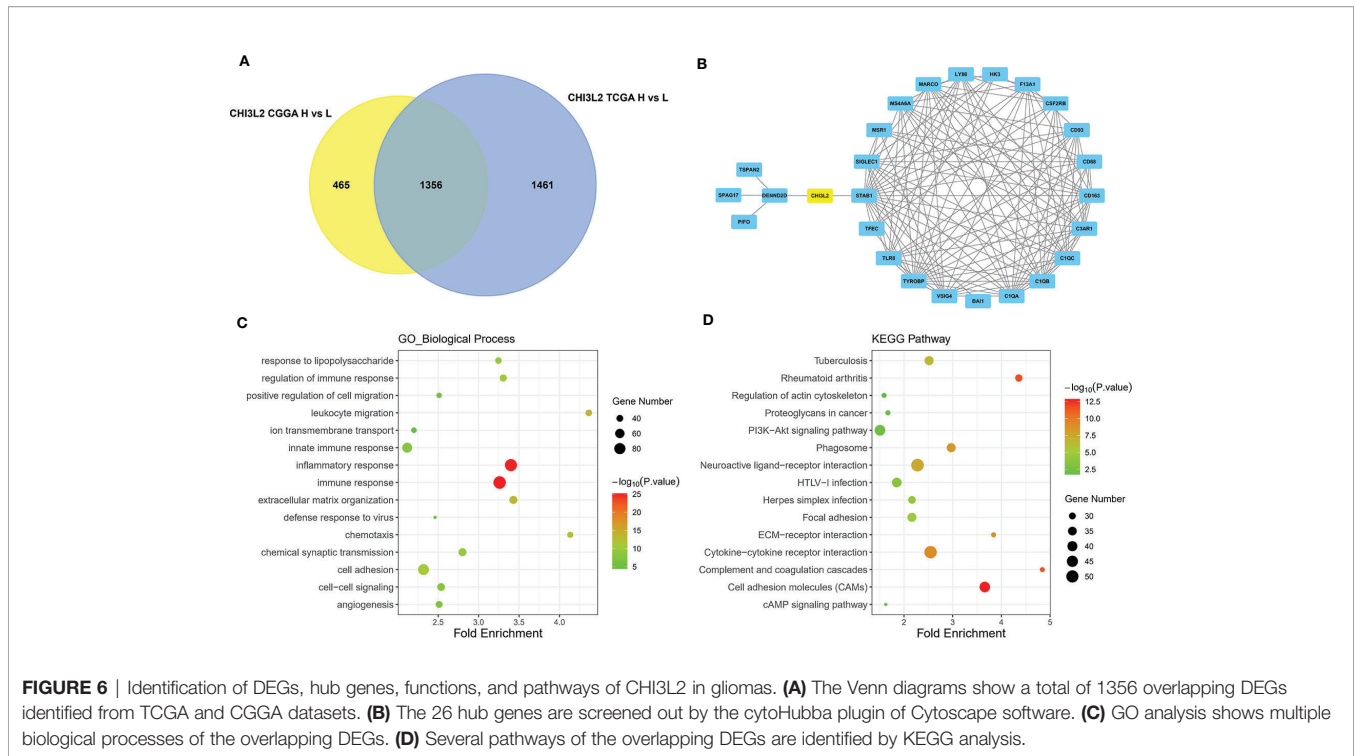 A
CHI3L2 CGGA H vs L
CHI3L2 TCGA H vs L
465
1356
1461
B
LY86
HK3
MARCO
F13A1
MS4A6A
CSF2RB
MSR1
CD93
SIGLEC1
CD68
TSPAN2
SPAG17
DENND2D
CHI3L2
STAB1
CD163
PIFO
TFEC
C3AR1
TLR8
C1QC
TYROBP
C1QB
VSIG4
BAI1
C1QA
C
GO_Biological Process
response to lipopolysaccharide
regulation of immune response
positive regulation of cell migration
leukocyte migration
ion transmembrane transport
innate immune response
inflammatory response
immune response
extracellular matrix organization
defense response to virus
chemotaxis
chemical synaptic transmission
cell adhesion
cell−cell signaling
angiogenesis
2.5
3.0
3.5
4.0
Fold Enrichment
Gene Number
40
60
80
−log10(P.value)
25
20
15
10
5
D
KEGG Pathway
Tuberculosis
Rheumatoid arthritis
Regulation of actin cytoskeleton
Proteoglycans in cancer
PI3K−Akt signaling pathway
Phagosome
Neuroactive ligand−receptor interaction
HTLV−I infection
Herpes simplex infection
Focal adhesion
ECM−receptor interaction
Cytokine−cytokine receptor interaction
Complement and coagulation cascades
Cell adhesion molecules (CAMs)
cAMP signaling pathway
2
3
4
5
Fold Enrichment
−log10(P.value)
12.5
10.0
7.5
5.0
2.5
Gene Number
30
35
40
45
50
FIGURE 6 | Identification of DEGs, hub genes, functions, and pathways of CHI3L2 in gliomas. (A) The Venn diagrams show a total of 1356 overlapping DEGs
identified from TCGA and CGGA datasets. (B) The 26 hub genes are screened out by the cytoHubba plugin of Cytoscape software. (C) GO analysis shows multiple
biological processes of the overlapping DEGs. (D) Several pathways of the overlapping DEGs are identified by KEGG analysis.